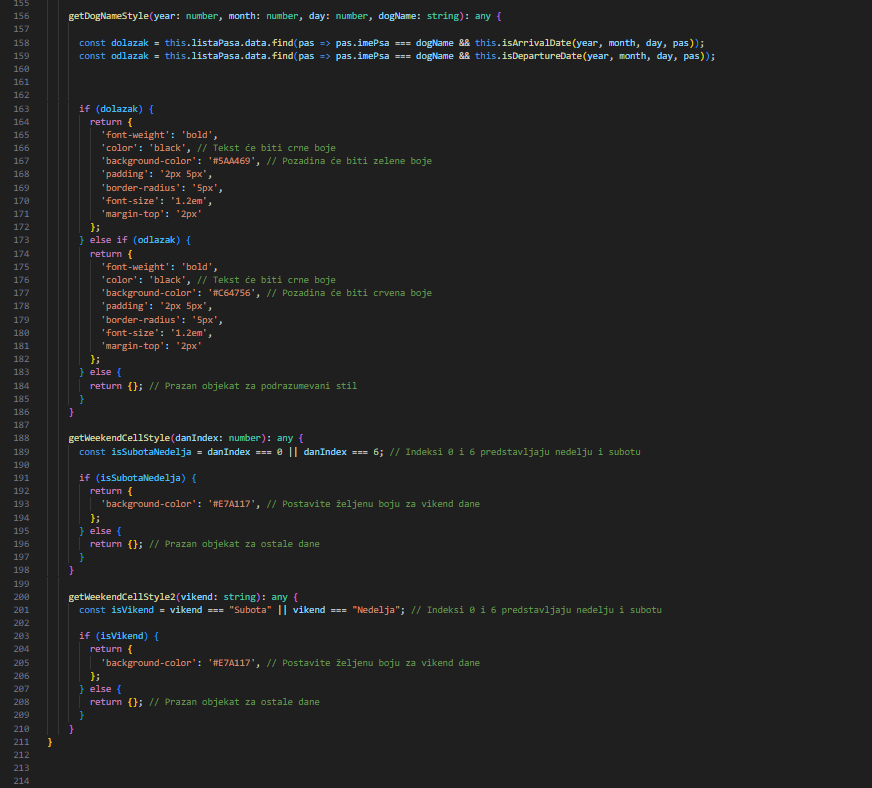 155
156 getDogNameStyle(year: number, month: number, day: number, dogName: string): any {
157
158 const dolazak = this.listaPasa.data.find(pas => pas.imePsa === dogName && this.isArrivalDate(year, month, day, pas));
159 const odlazak = this.listaPasa.data.find(pas => pas.imePsa === dogName && this.isDepartureDate(year, month, day, pas));
160
161
162
163 if (dolazak) {
164 return {
165 'font-weight': 'bold',
166 'color': 'black', // Tekst će biti crne boje
167 'background-color': '#5AA469', // Pozadina će biti zelene boje
168 'padding': '2px 5px',
169 'border-radius': '5px',
170 'font-size': '1.2em',
171 'margin-top': '2px'
172 };
173 } else if (odlazak) {
174 return {
175 'font-weight': 'bold',
176 'color': 'black', // Tekst će biti crne boje
177 'background-color': '#C64756', // Pozadina će biti crvena boje
178 'padding': '2px 5px',
179 'border-radius': '5px',
180 'font-size': '1.2em',
181 'margin-top': '2px'
182 };
183 } else {
184 return {}; // Prazan objekat za podrazumevani stil
185 }
186 }
187
188 getWeekendCellStyle(danIndex: number): any {
189 const isSubotaNedelja = danIndex === 0 || danIndex === 6; // Indeksi 0 i 6 predstavljaju nedelju i subotu
190
191 if (isSubotaNedelja) {
192 return {
193 'background-color': '#E7A117', // Postavite željenu boju za vikend dane
194 };
195 } else {
196 return {}; // Prazan objekat za ostale dane
197 }
198 }
199
200 getWeekendCellStyle2(vikend: string): any {
201 const isVikend = vikend === "Subota" || vikend === "Nedelja"; // Indeksi 0 i 6 predstavljaju nedelju i subotu
202
203 if (isVikend) {
204 return {
205 'background-color': '#E7A117', // Postavite željenu boju za vikend dane
206 };
207 } else {
208 return {}; // Prazan objekat za ostale dane
209 }
210 }
211 }
212
213
214